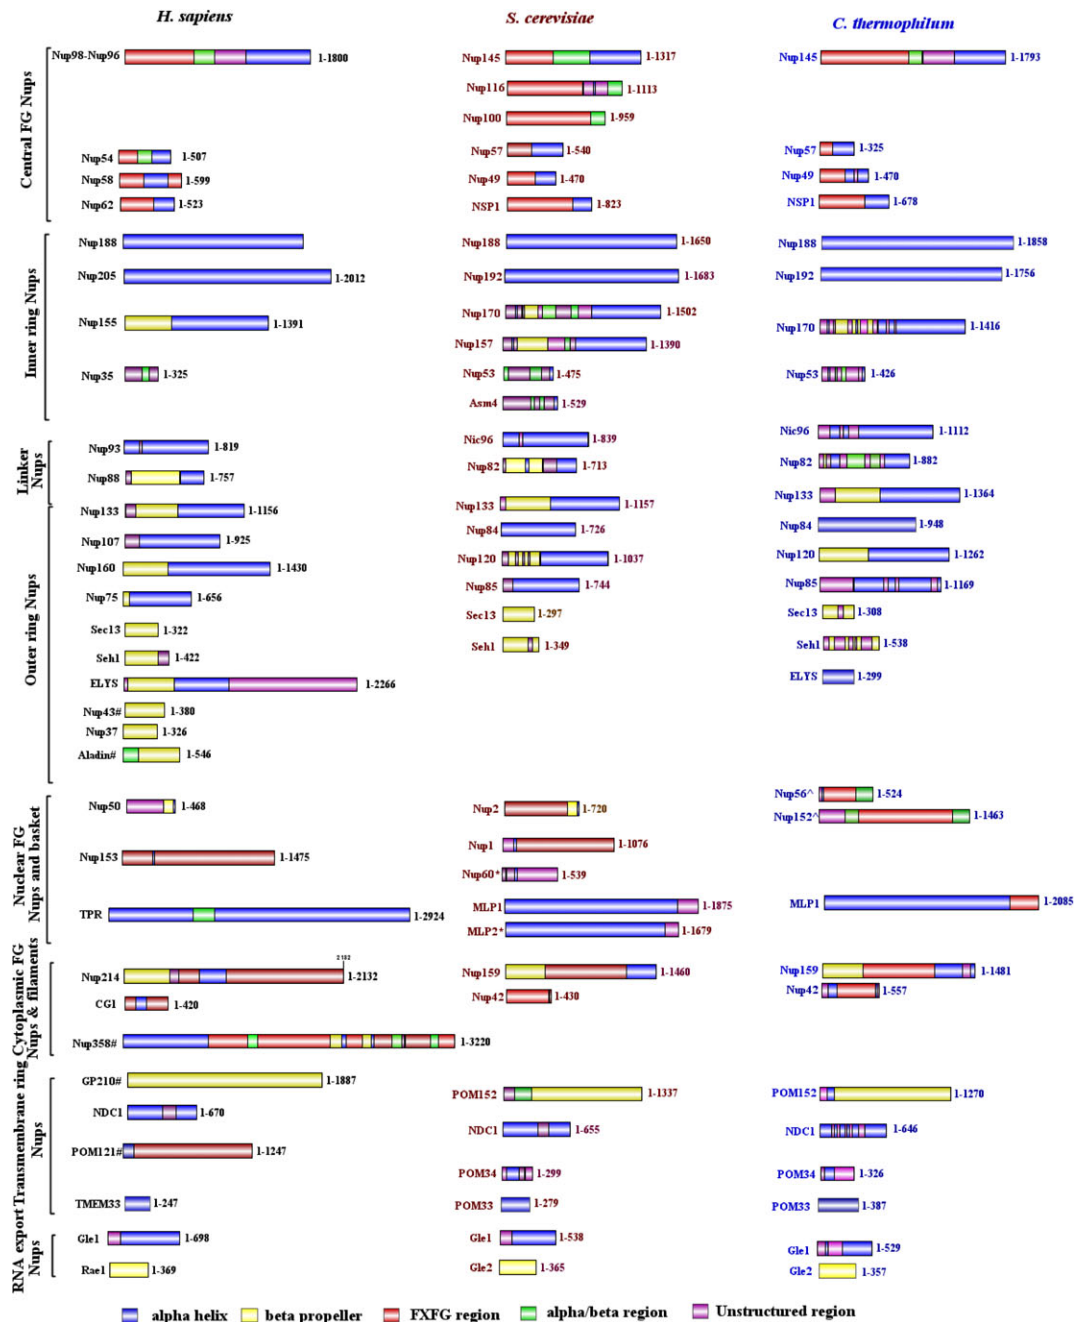 H. sapiens S. cerevisiae C. thermophilum
Central FG Nups
Nup98-Nup96 1-1800 Nup145 1-1317 Nup145 1-1793
Nup116 1-1113
Nup100 1-959
Nup54 1-507 Nup57 1-540 Nup57 1-325
Nup58 1-599 Nup49 1-470 Nup49 1-470
Nup62 1-523 NSP1 1-823 NSP1 1-678
Inner ring Nups
Nup188 Nup188 1-1650 Nup188 1-1858
Nup205 1-2012 Nup192 1-1683 Nup192 1-1756
Nup155 1-1391 Nup170 1-1502 Nup170 1-1416
Nup157 1-1390
Nup35 1-325 Nup53 1-475 Nup53 1-426
Asm4 1-529
Linker
Nups
Nup93 1-819 Nic96 1-839 Nic96 1-1112
Nup88 1-757 Nup82 1-713 Nup82 1-882
Outer ring Nups
Nup133 1-1156 Nup133 1-1157 Nup133 1-1364
Nup107 1-925 Nup84 1-726 Nup84 1-948
Nup160 1-1430 Nup120 1-1037 Nup120 1-1262
Nup75 1-656 Nup85 1-744 Nup85 1-1169
Sec13 1-322 Sec13 1-297 Sec13 1-308
Seh1 1-422 Seh1 1-349 Seh1 1-538
ELYS 1-2266 ELYS 1-299
Nup43# 1-380
Nup37 1-326
Aladin# 1-546
Nuclear FG
Nups and basket
Nup50 1-468 Nup2 1-720 Nup56^ 1-524
Nup152^ 1-1463
Nup153 1-1475 Nup1 1-1076
Nup60* 1-539
TPR 1-2924 MLP1 1-1875 MLP1 1-2085
MLP2* 1-1679
Cytoplasmic FG
Nups & filaments
2132
Nup214 1-2132 Nup159 1-1460 Nup159 1-1481
CG1 1-420 Nup42 1-430 Nup42 1-557
Nup358# 1-3220
Transmembrane ring
Nups
GP210# 1-1887 POM152 1-1337 POM152 1-1270
NDC1 1-670 NDC1 1-655 NDC1 1-646
POM121# 1-1247 POM34 1-299 POM34 1-326
TMEM33 1-247 POM33 1-279 POM33 1-387
RNA export
Nups
Gle1 1-698 Gle1 1-538 Gle1 1-529
Rae1 1-369 Gle2 1-365 Gle2 1-357
alpha helix beta propeller FXFG region alpha/beta region Unstructured region